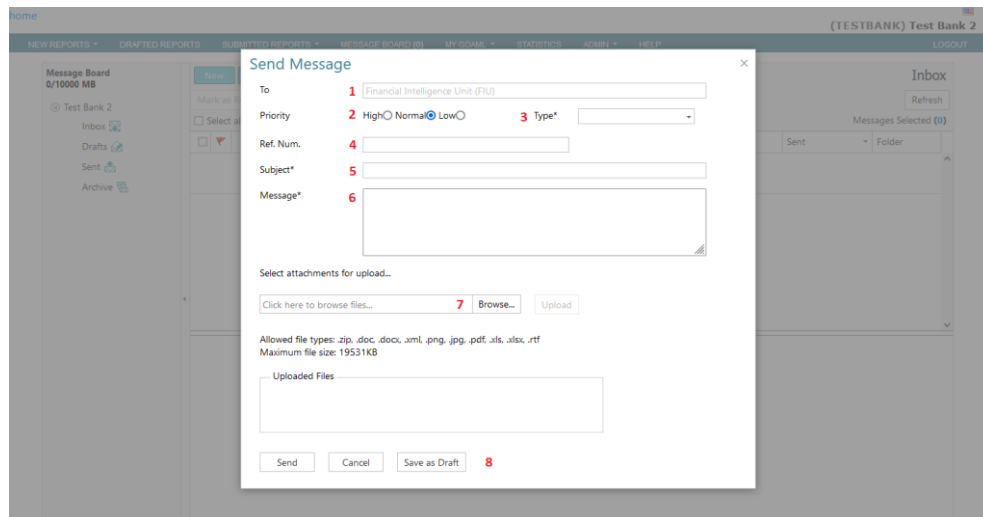 home
(TESTBANK) Test Bank 2
NEW REPORTS DRAFTED REPORTS SUBMITTED REPORTS MESSAGE BOARD (0) MY GOAML STATISTICS ADMIN HELP LOGOUT
Message Board
0/10000 MB
Test Bank 2
Inbox
Drafts
Sent
Archive
New
Inbox
Mark as
Refresh
Select al
Messages Selected (0)
Sent Folder
Send Message
To 1 Financial Intelligence Unit (FIU)
Priority 2 High Normal Low 3 Type*
Ref. Num. 4
Subject* 5
Message* 6
Select attachments for upload...
Click here to browse files... 7 Browse... Upload
Allowed file types: .zip, .doc, .docx, .xml, .png, .jpg, .pdf, .xls, .xlsx, .rtf
Maximum file size: 19531KB
Uploaded Files
Send Cancel Save as Draft 8